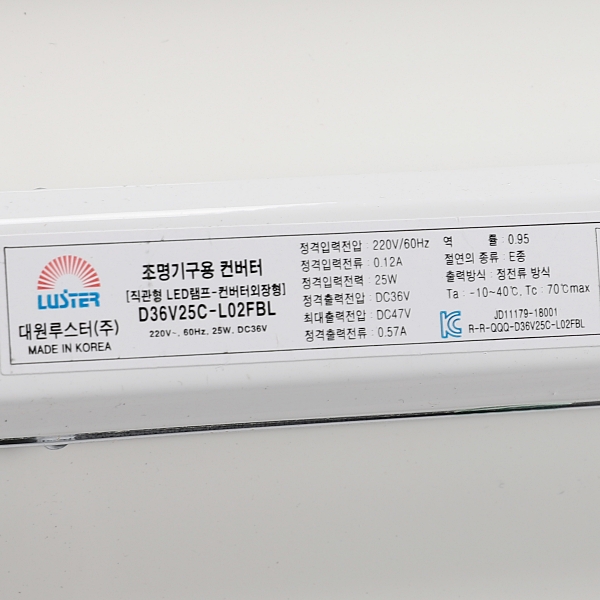 LUSTER
대원루스터(주)
MADE IN KOREA
조명기구용 컨버터
[직관형 LED램프-컨버터외장형]
D36V25C-L02FBL
220V~, 60Hz, 25W, DC36V
정격입력전압 : 220V/60Hz
정격입력전류 : 0.12A
정격입력전력 : 25W
정격출력전압 : DC36V
최대출력전압 : DC47V
정격출력전류 : 0.57A
역 률 : 0.95
절연의 종류 : E종
출력방식 : 정전류 방식
Ta : -10~40℃, Tc : 70℃max
JD11179-18001
R-R-QQQ-D36V25C-L02FBL